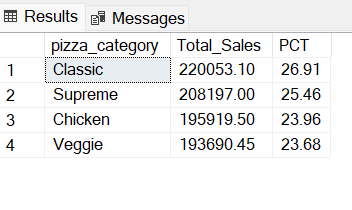 Results Messages
pizza_category Total_Sales PCT
1 Classic 220053.10 26.91
2 Supreme 208197.00 25.46
3 Chicken 195919.50 23.96
4 Veggie 193690.45 23.68